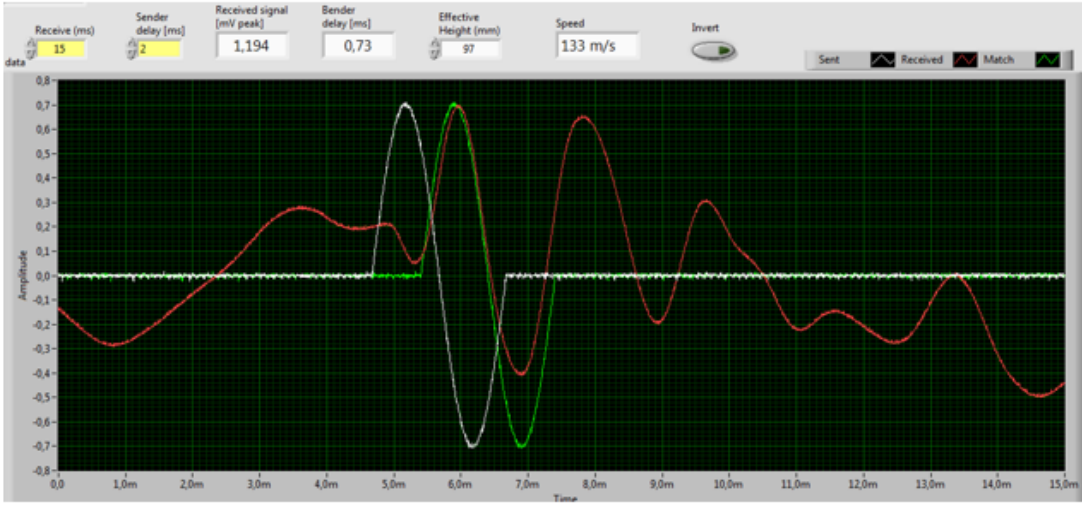 Receive (ms)
15
Sender
delay [ms]
2
Received signal
[mV peak]
1,194
Bender
delay [ms]
0,73
Effective
Height (mm)
97
Speed
133 m/s
Invert
data
Sent
Received
Match
0,8
0,7
0,6
0,5
0,4
0,3
0,2
0,1
0,0
-0,1
-0,2
-0,3
-0,4
-0,5
-0,6
-0,7
-0,8
Amplitude
0,0
1,0m
2,0m
3,0m
4,0m
5,0m
6,0m
7,0m
8,0m
9,0m
10,0m
11,0m
12,0m
13,0m
14,0m
15,0m
Time